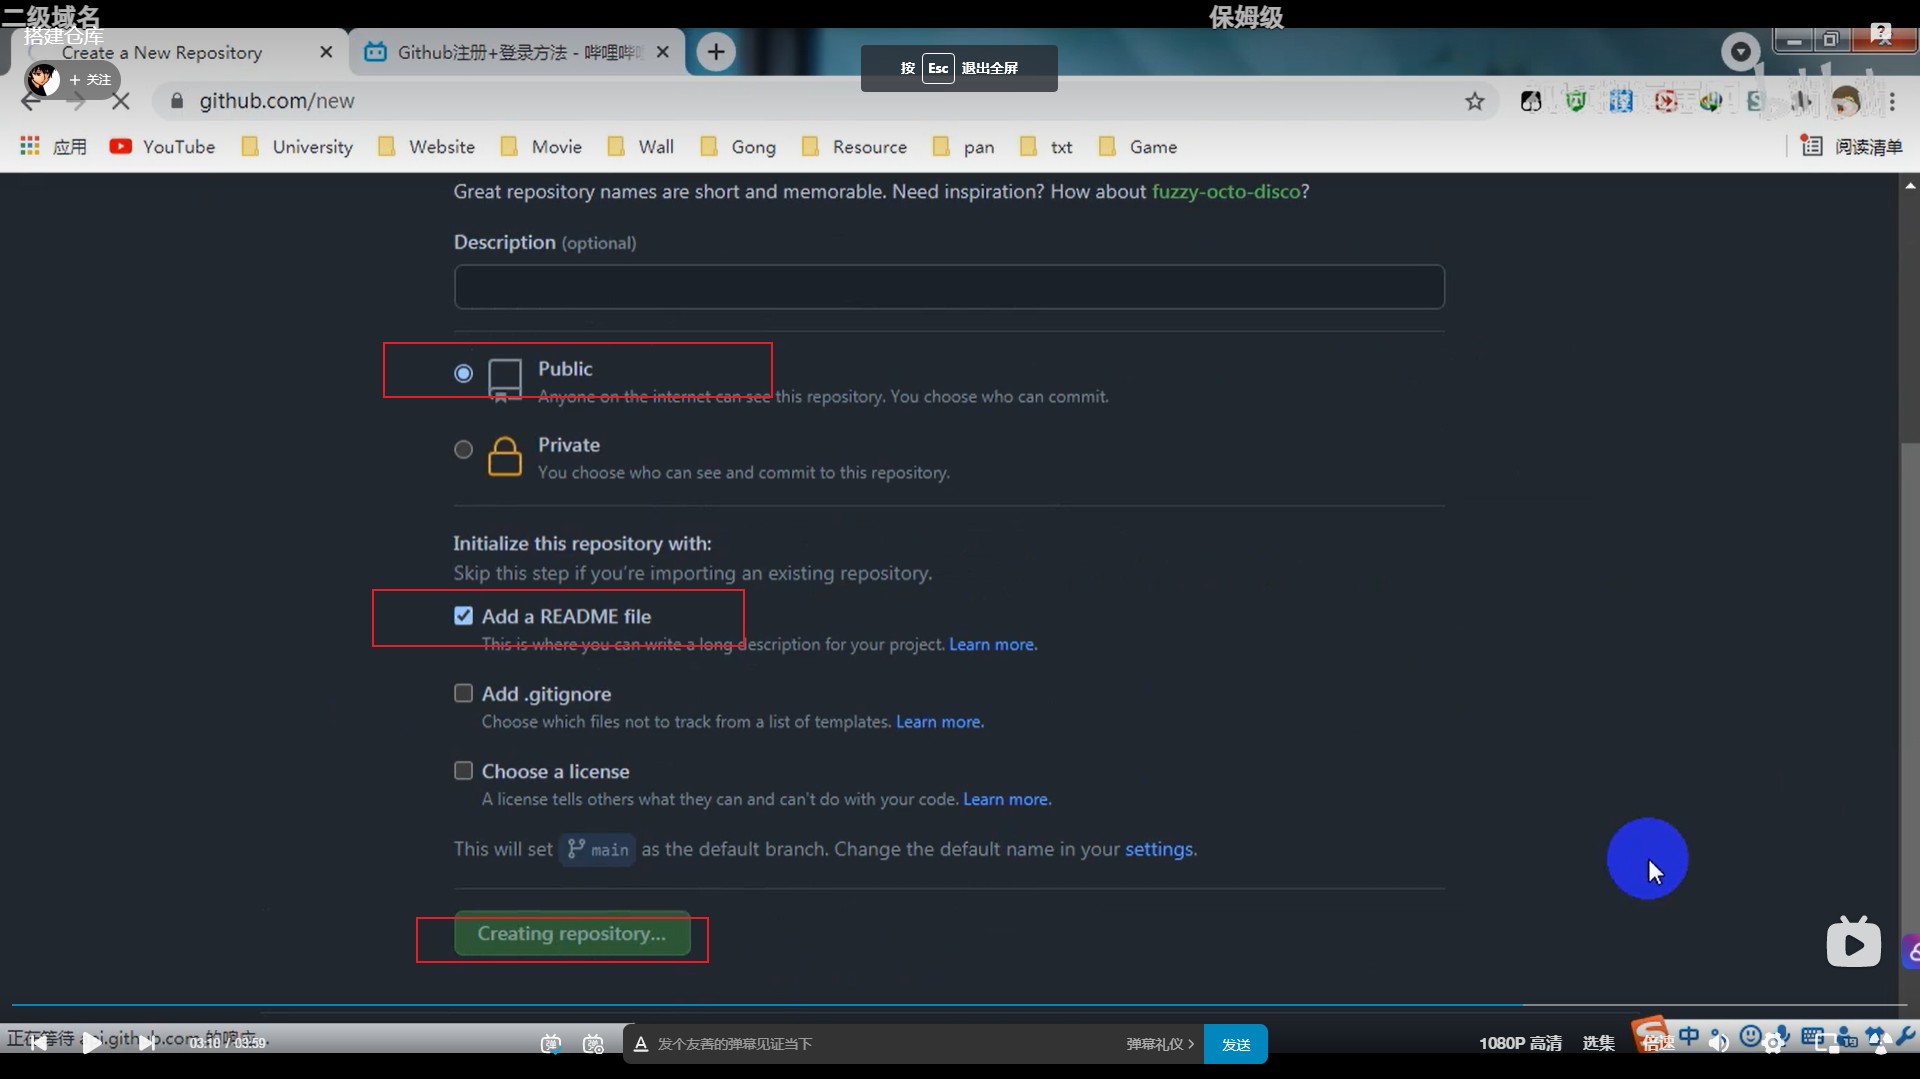 二级域名
保姆级
搭建仓库
Create a New Repository
Github注册+登录方法 - 哔哩哔
按 Esc 退出全屏
+ 关注
github.com/new
应用
YouTube
University
Website
Movie
Wall
Gong
Resource
pan
txt
Game
阅读清单
Great repository names are short and memorable. Need inspiration? How about fuzzy-octo-disco?
Description (optional)
Public
Anyone on the internet can see this repository. You choose who can commit.
Private
You choose who can see and commit to this repository.
Initialize this repository with:
Skip this step if you're importing an existing repository.
Add a README file
This is where you can write a long description for your project. Learn more.
Add .gitignore
Choose which files not to track from a list of templates. Learn more.
Choose a license
A license tells others what they can and can't do with your code. Learn more.
This will set main as the default branch. Change the default name in your settings.
Creating repository...
正在等待 api.github.com 的响应...
03:10 / 03:59
发个友善的弹幕见证当下
弹幕礼仪 >
发送
1080P 高清
选集
倍速
中